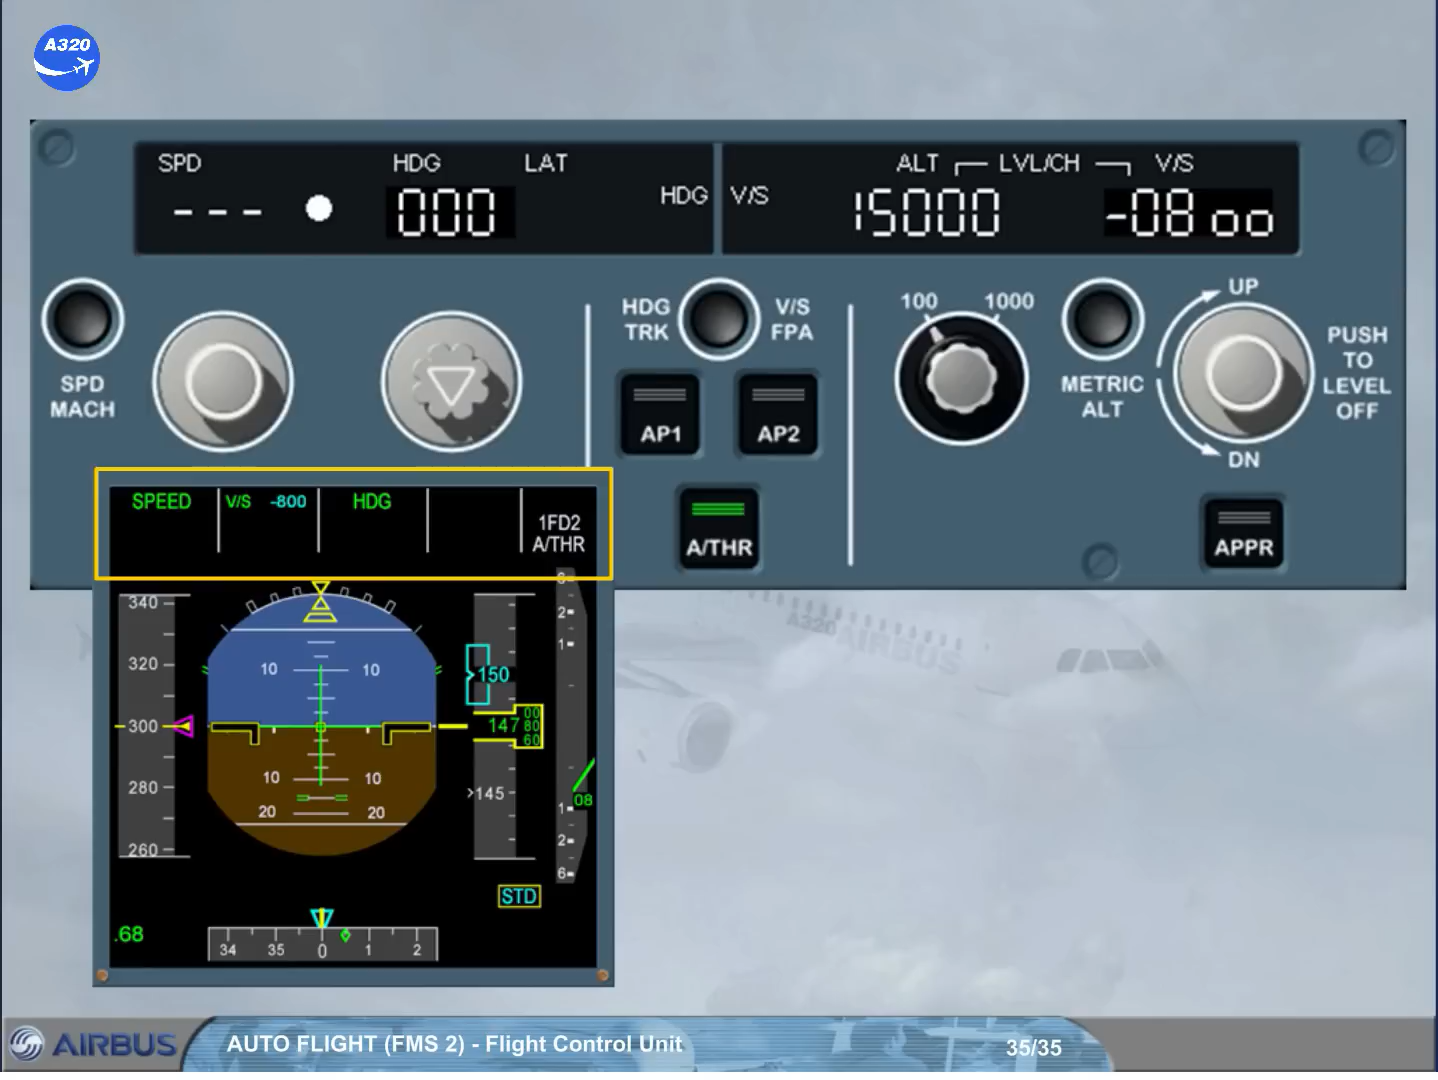 A320
SPD HDG LAT
HDG
--- 000
ALT LVL/CH V/S
V/S
15000 -0800
SPD
MACH
HDG
TRK
V/S
FPA
100 1000
METRIC
ALT
UP
DN
PUSH
TO
LEVEL
OFF
AP1
AP2
A/THR
APPR
SPEED V/S -800 HDG
1FD2
A/THR
340
320
300
280
260
10 10
10 10
20 20
150
147
00
80
60
145
2
1
08
1
2
6
STD
.68
34 35 0 1 2
A320 AIRBUS
AIRBUS
AUTO FLIGHT (FMS 2) - Flight Control Unit
35/35